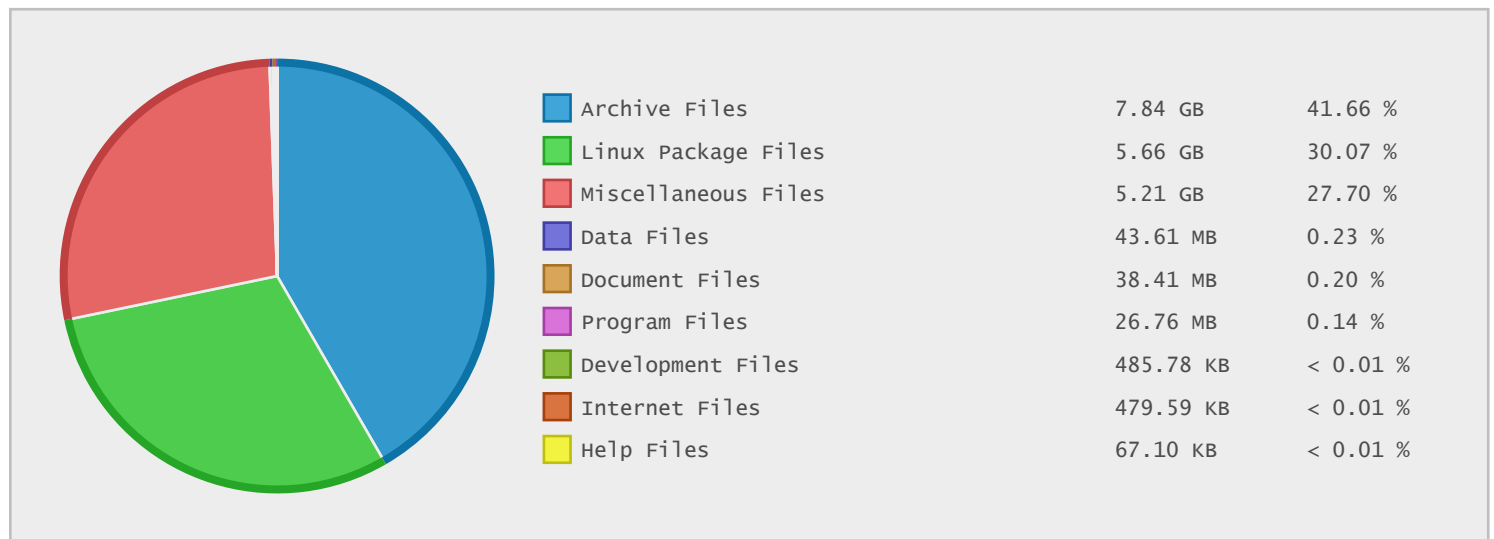 Archive Files 7.84 GB 41.66 %
Linux Package Files 5.66 GB 30.07 %
Miscellaneous Files 5.21 GB 27.70 %
Data Files 43.61 MB 0.23 %
Document Files 38.41 MB 0.20 %
Program Files 26.76 MB 0.14 %
Development Files 485.78 KB < 0.01 %
Internet Files 479.59 KB < 0.01 %
Help Files 67.10 KB < 0.01 %